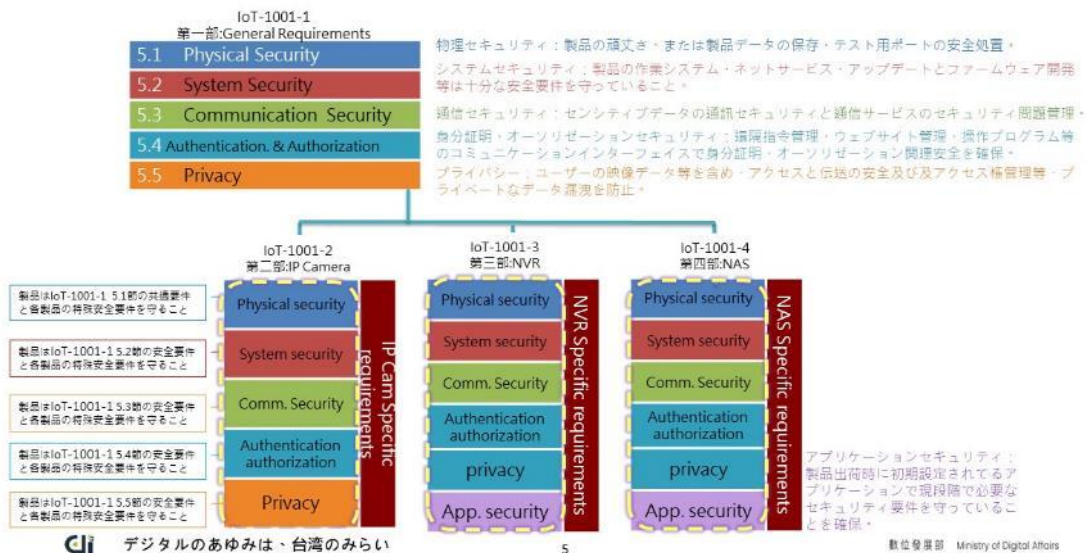 IoT-1001-1
第一部:General Requirements
5.1 Physical Security
5.2 System Security
5.3 Communication Security
5.4 Authentication. & Authorization
5.5 Privacy
物理セキュリティ：製品の頑丈さ・または製品データの保存・テスト用ポートの安全処置。
システムセキュリティ：製品の作業システム・ネットサービス・アップデートとファームウェア開発
等は十分な安全要件を守っていること。
通信セキュリティ：センシティブデータの通訊セキュリティと通信サービスのセキュリティ問題管理。
身分証明・オーソリゼーションセキュリティ：遠隔指令管理・ウェブサイト管理・操作プログラム等
のコミュニケーションインターフェイスで身分証明・オーソリゼーション関連安全を確保。
プライバシー：ユーザーの映像データ等を含め・アクセスと伝送の安全及び及アクセス権管理等・プ
ライベートなデータ漏洩を防止。
IoT-1001-2
第二部:IP Camera
Physical security
System security
Comm. Security
Authentication
authorization
Privacy
IP Cam Specific
requirements
IoT-1001-3
第三部:NVR
Physical security
System security
Comm. Security
Authentication
authorization
privacy
App. security
NVR Specific requirements
IoT-1001-4
第四部:NAS
Physical security
System security
Comm. Security
Authentication
authorization
privacy
App. security
NAS Specific requirements
製品はIoT-1001-1 5.1節の共通要件
と各製品の特殊安全要件を守ること
製品はIoT-1001-1 5.2節の安全要件
と各製品の特殊安全要件を守ること
製品はIoT-1001-1 5.3節の安全要件
と各製品の特殊安全要件を守ること
製品はIoT-1001-1 5.4節の安全要件
と各製品の特殊安全要件を守ること
製品はIoT-1001-1 5.5節の安全要件
と各製品の特殊安全要件を守ること
アプリケーションセキュリティ：
製品出荷時に初期設定されてるア
プリケーションで現段階で必要な
セキュリティ要件を守っているこ
とを確保。
デジタルのあゆみは、台湾のみらい
5
數位發展部 Ministry of Digital Affairs